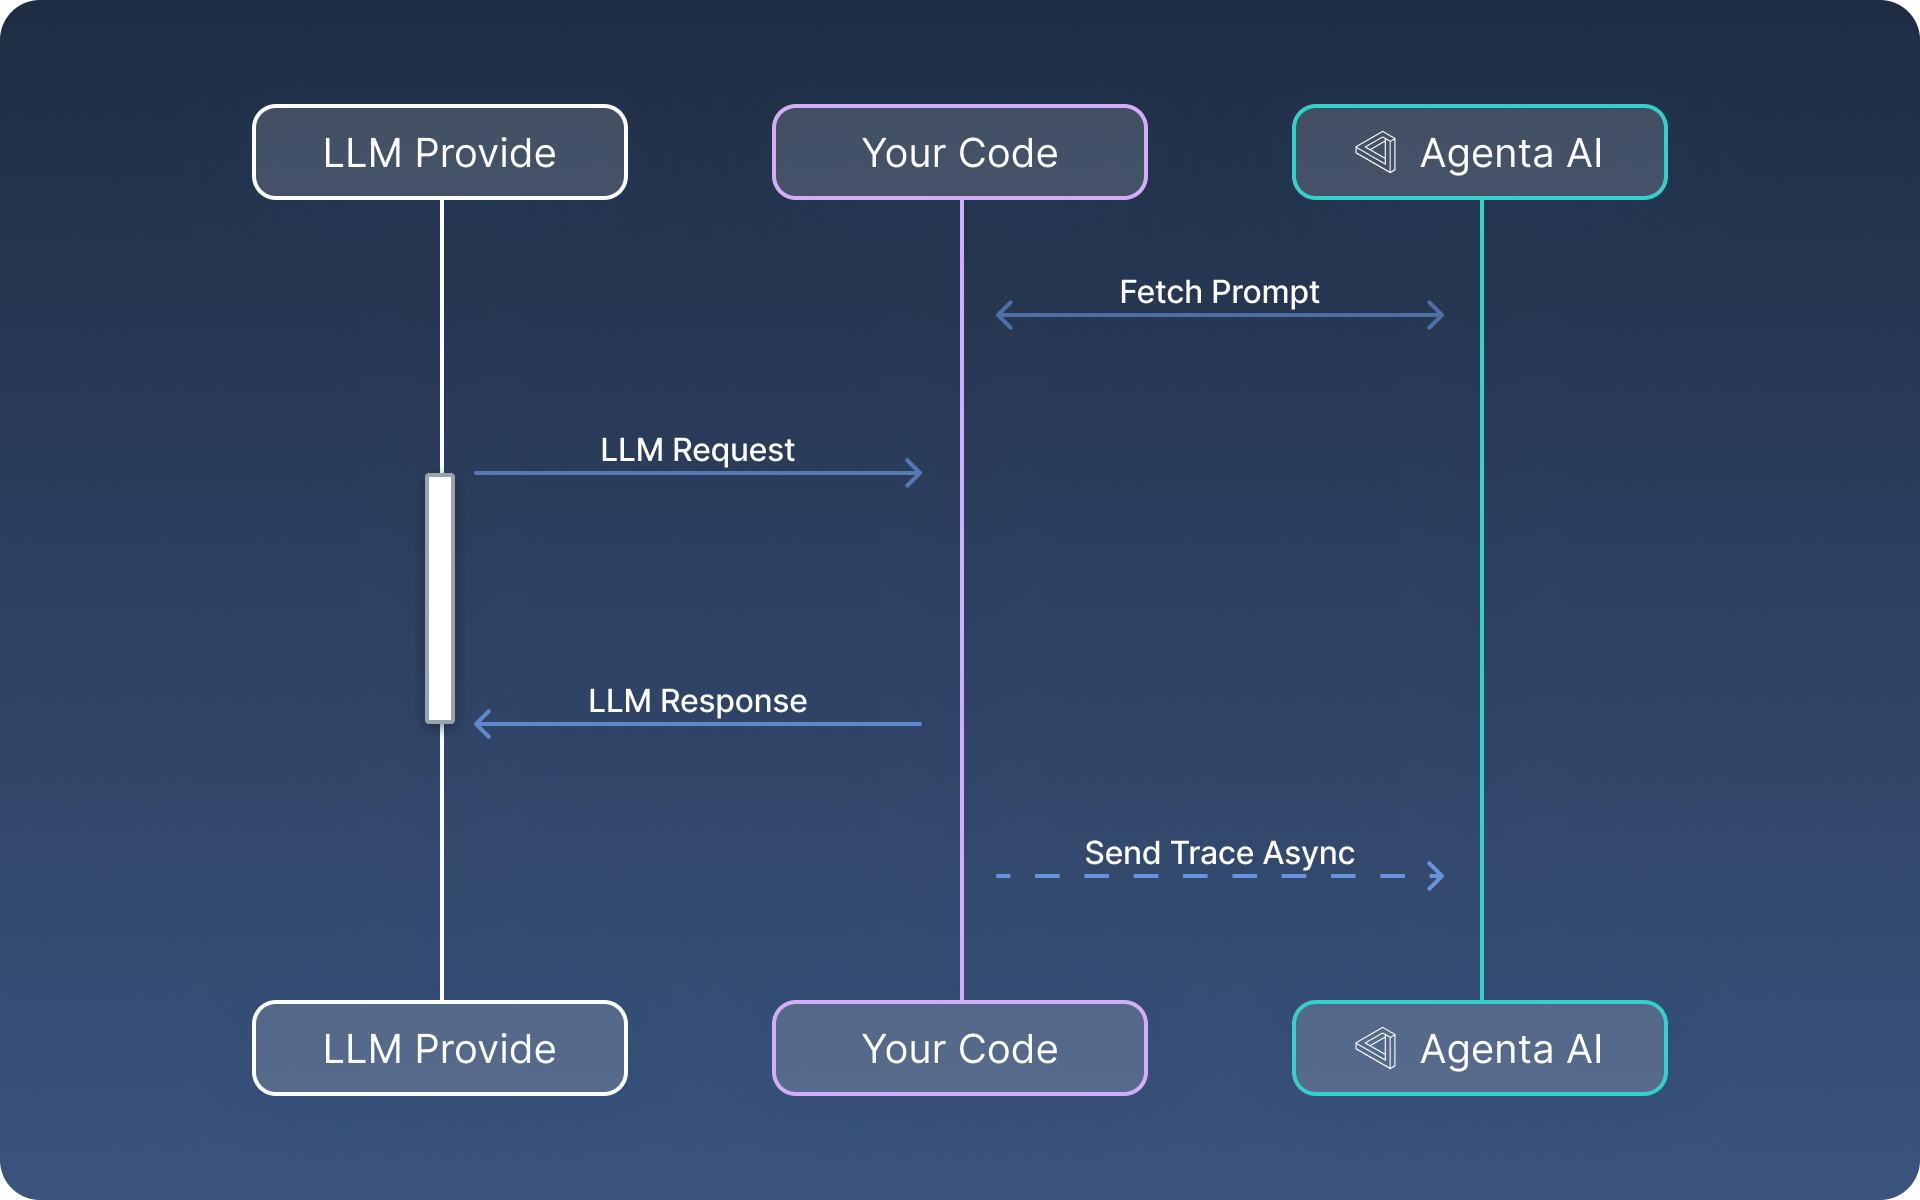 LLM Provide
Your Code
Agenta AI
Fetch Prompt
LLM Request
LLM Response
Send Trace Async
LLM Provide
Your Code
Agenta AI